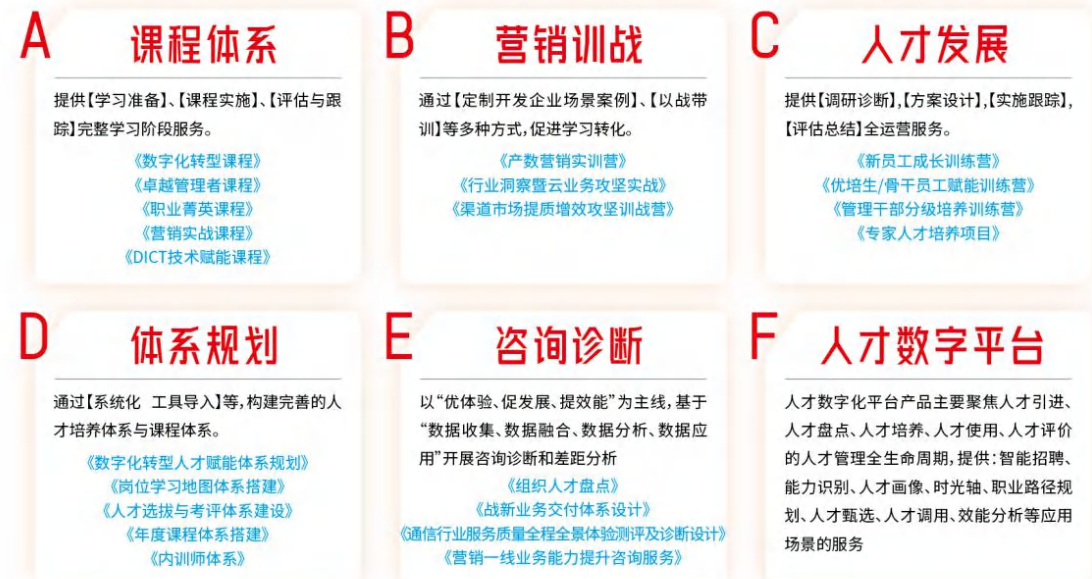 A 课程体系
提供【学习准备】、【课程实施】、【评估与跟
踪】完整学习阶段服务。
《数字化转型课程》
《卓越管理者课程》
《职业菁英课程》
《营销实战课程》
《DICT技术赋能课程》
B 营销训战
通过【定制开发企业场景案例】、【以战带
训】等多种方式,促进学习转化。
《产数营销实训营》
《行业洞察暨云业务攻坚实战》
《渠道市场提质增效攻坚训战营》
C 人才发展
提供【调研诊断】,【方案设计】,【实施跟踪】,
【评估总结】全运营服务。
《新员工成长训练营》
《优培生/骨干员工赋能训练营》
《管理干部分级培养训练营》
《专家人才培养项目》
D 体系规划
通过【系统化 工具导入】等,构建完善的人
才培养体系与课程体系。
《数字化转型人才赋能体系规划》
《岗位学习地图体系搭建》
《人才选拔与考评体系建设》
《年度课程体系搭建》
《内训师体系》
E 咨询诊断
以“优体验、促发展、提效能”为主线,基于
“数据收集、数据融合、数据分析、数据应
用”开展咨询诊断和差距分析
《组织人才盘点》
《战新业务交付体系设计》
《通信行业服务质量全程全景体验测评及诊断设计》
《营销一线业务能力提升咨询服务》
F 人才数字平台
人才数字化平台产品主要聚焦人才引进、
人才盘点、人才培养、人才使用、人才评价
的人才管理全生命周期,提供:智能招聘、
能力识别、人才画像、时光轴、职业路径规
划、人才甄选、人才调用、效能分析等应用
场景的服务